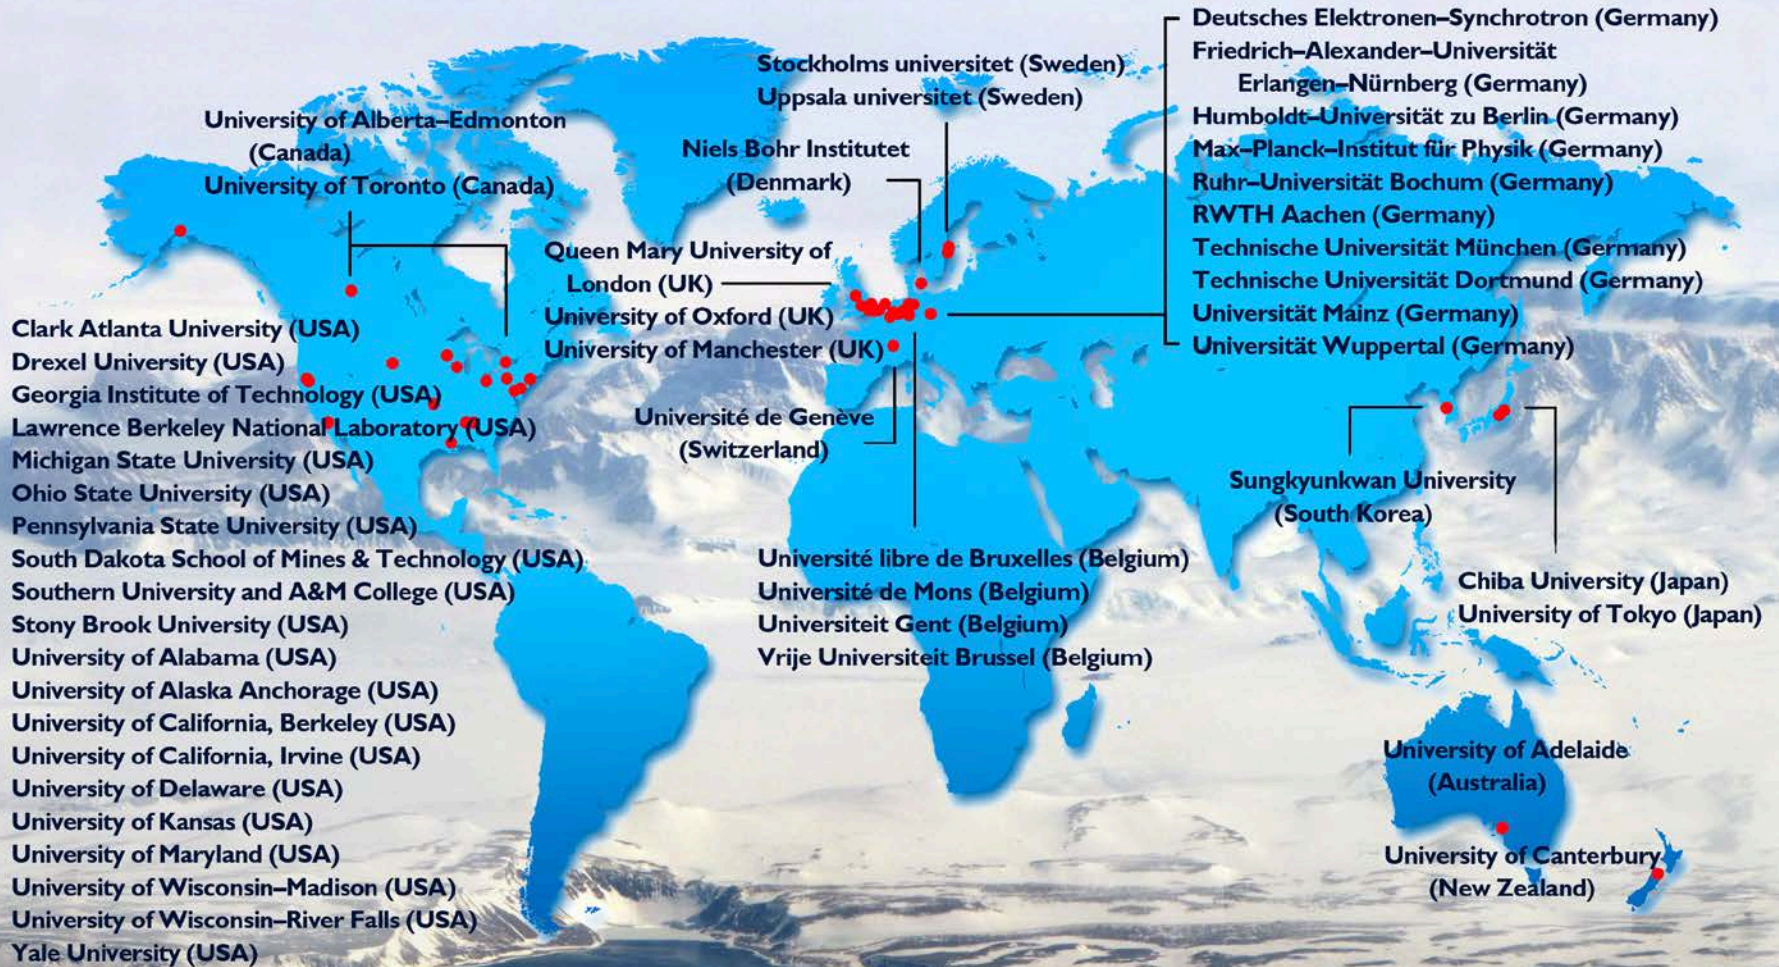 Deutsches Elektronen–Synchrotron (Germany)
Friedrich–Alexander–Universität
Erlangen–Nürnberg (Germany)
Humboldt–Universität zu Berlin (Germany)
Max–Planck–Institut für Physik (Germany)
Ruhr–Universität Bochum (Germany)
RWTH Aachen (Germany)
Technische Universität München (Germany)
Technische Universität Dortmund (Germany)
Universität Mainz (Germany)
Universität Wuppertal (Germany)
Stockholms universitet (Sweden)
Uppsala universitet (Sweden)
Niels Bohr Institutet
(Denmark)
University of Alberta–Edmonton
(Canada)
University of Toronto (Canada)
Queen Mary University of
London (UK)
University of Oxford (UK)
University of Manchester (UK)
Université de Genève
(Switzerland)
Clark Atlanta University (USA)
Drexel University (USA)
Georgia Institute of Technology (USA)
Lawrence Berkeley National Laboratory (USA)
Michigan State University (USA)
Ohio State University (USA)
Pennsylvania State University (USA)
South Dakota School of Mines & Technology (USA)
Southern University and A&M College (USA)
Stony Brook University (USA)
University of Alabama (USA)
University of Alaska Anchorage (USA)
University of California, Berkeley (USA)
University of California, Irvine (USA)
University of Delaware (USA)
University of Kansas (USA)
University of Maryland (USA)
University of Wisconsin–Madison (USA)
University of Wisconsin–River Falls (USA)
Yale University (USA)
Université libre de Bruxelles (Belgium)
Université de Mons (Belgium)
Universiteit Gent (Belgium)
Vrije Universiteit Brussel (Belgium)
Sungkyunkwan University
(South Korea)
Chiba University (Japan)
University of Tokyo (Japan)
University of Adelaide
(Australia)
University of Canterbury
(New Zealand)